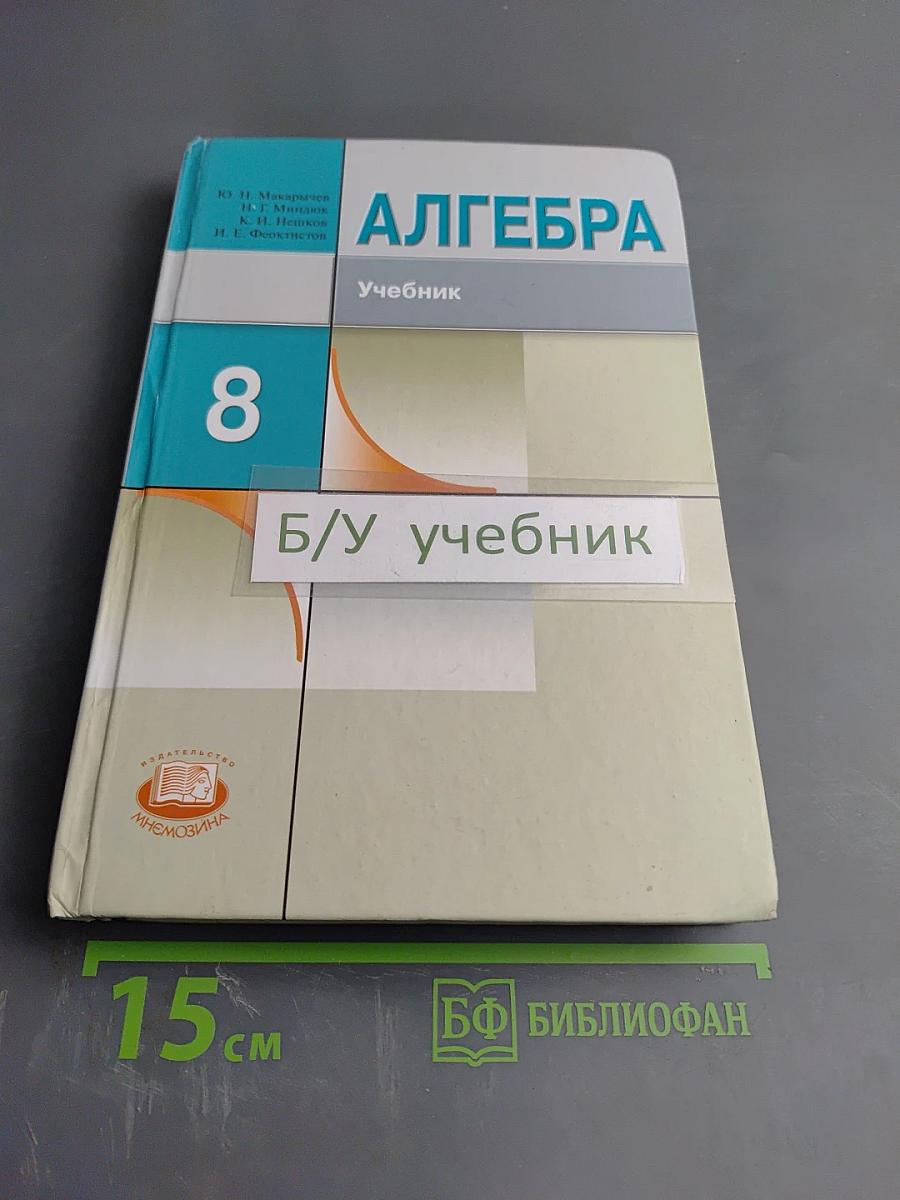 Ю. Н. Макарычев
Н. Г. Миндюк
К. И. Нешков
И. Е. Феоктистов
АЛГЕБРА
Учебник
8
Б/У учебник
ИЗДАТЕЛЬСТВО
МНЕМОЗИНА
15 см
БФ БИБЛИОФАН